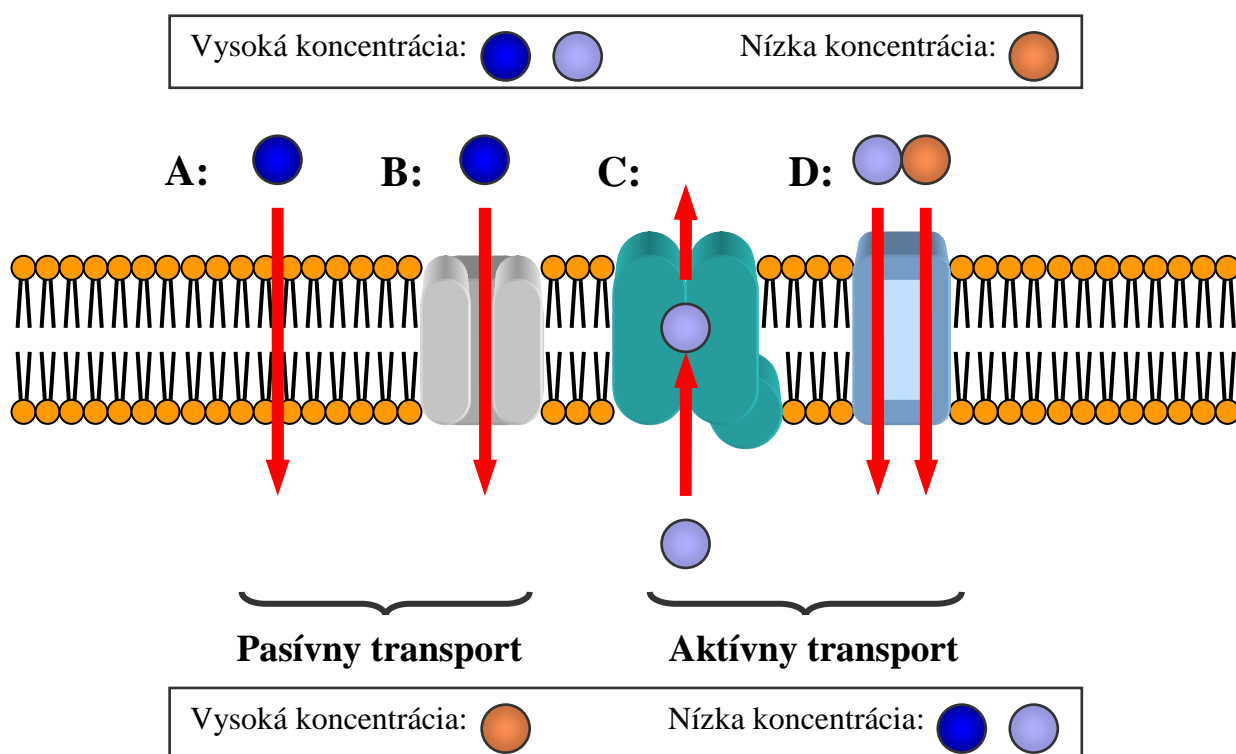 Vysoká koncentrácia: Nízka koncentrácia:
A: B: C: D:
Pasívny transport Aktívny transport
Vysoká koncentrácia: Nízka koncentrácia: